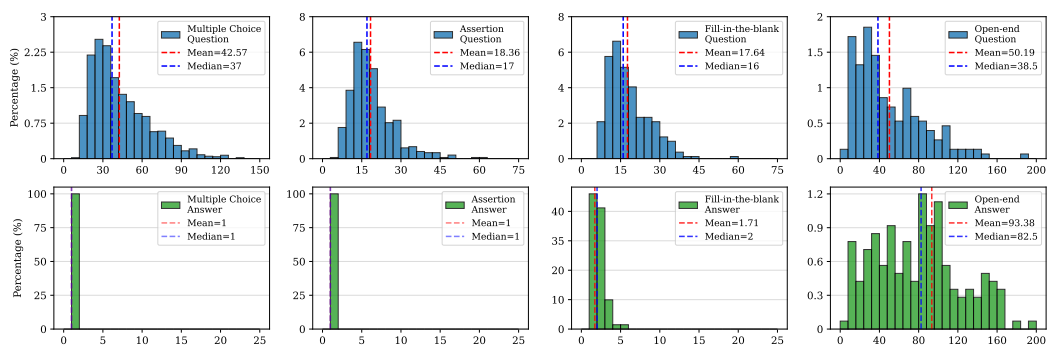 Percentage (%)
3
2.25
1.5
0.75
0
Multiple Choice
Question
Mean=42.57
Median=37
0 30 60 90 120 150
8
6
4
2
0
Assertion
Question
Mean=18.36
Median=17
15 30 45 60 75
8
6
4
2
0
Fill-in-the-blank
Question
Mean=17.64
Median=16
0 15 30 45 60 75
2
1.5
1
0.5
0
Open-end
Question
Mean=50.19
Median=38.5
0 40 80 120 160 200
Percentage (%)
100
75
50
25
0
Multiple Choice
Answer
Mean=1
Median=1
0 5 10 15 20 25
100
75
50
25
0
Assertion
Answer
Mean=1
Median=1
0 5 10 15 20 25
40
35
20
10
0
Fill-in-the-blank
Answer
Mean=1.71
Median=2
0 5 10 15 20 25
1.2
0.9
0.6
0.3
0
Open-end
Answer
Mean=93.38
Median=82.5
0 40 80 120 160 200